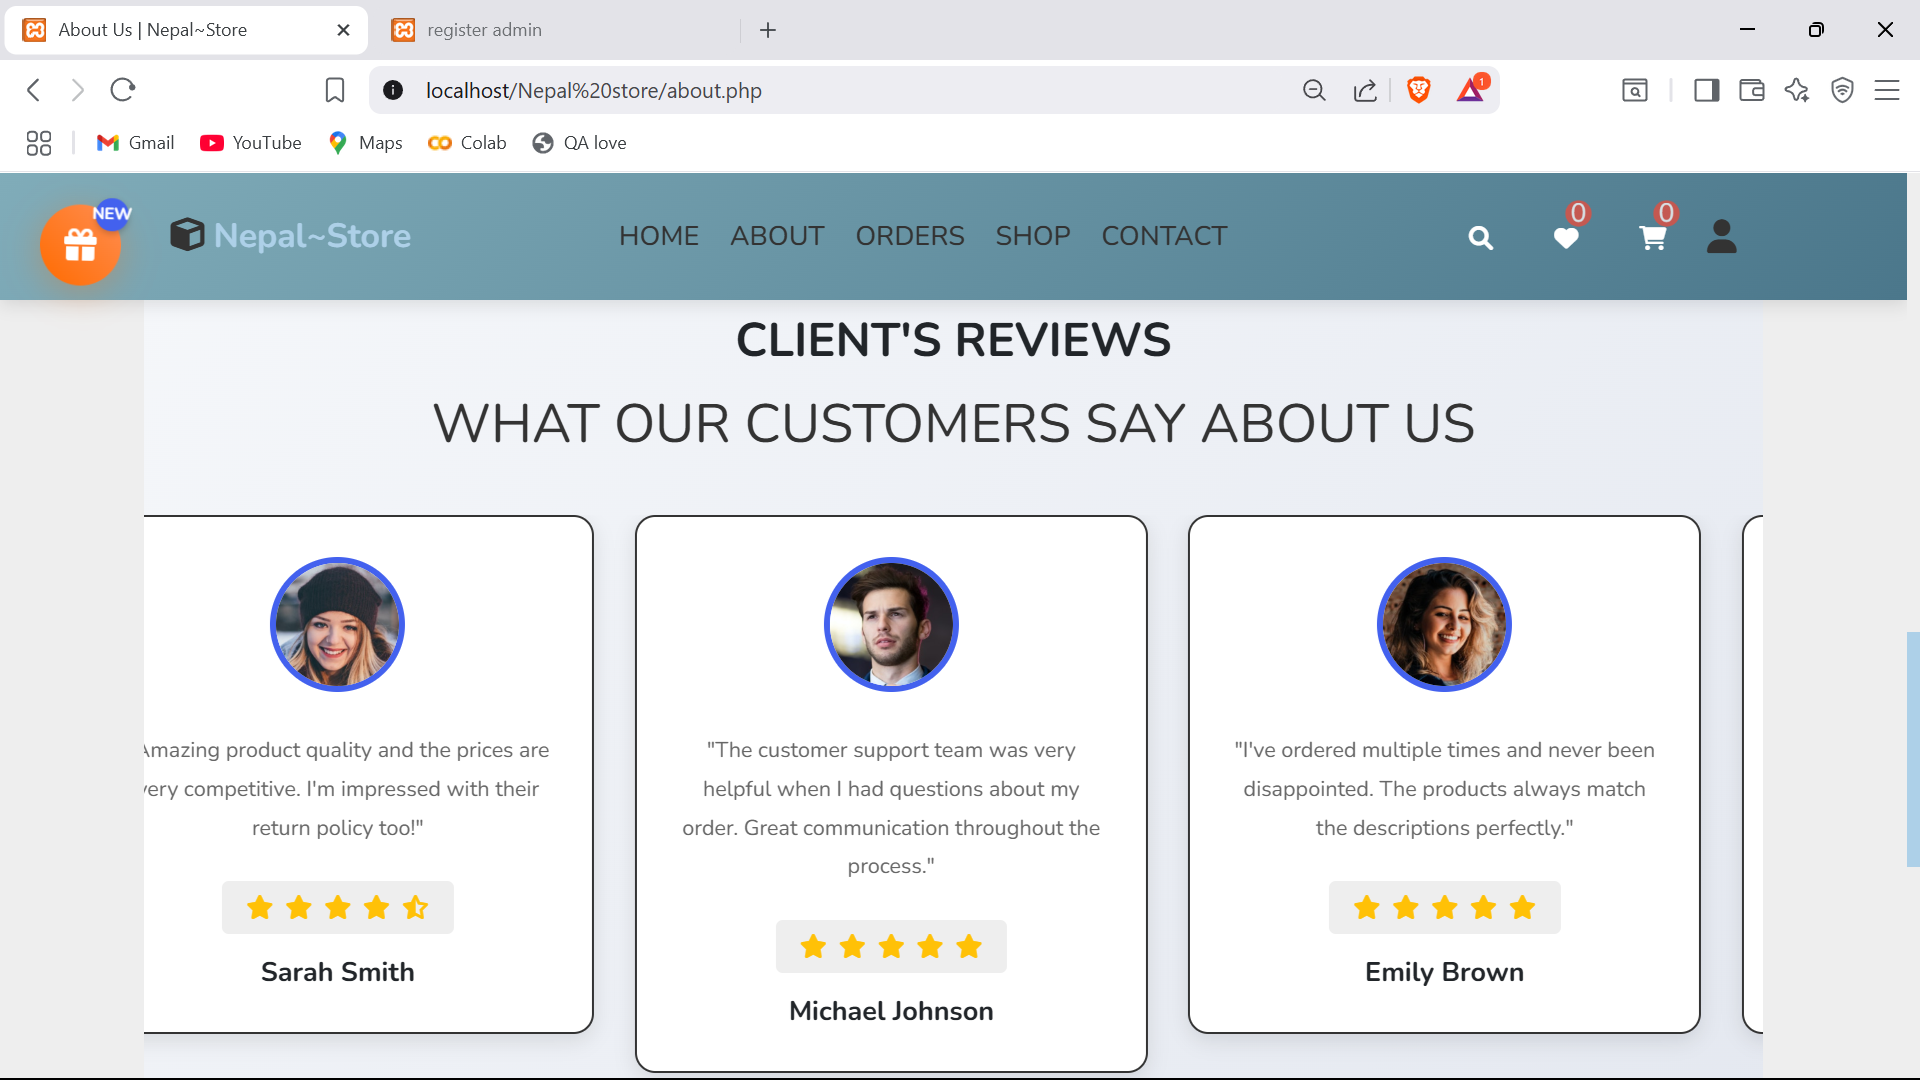 About Us | Nepal~Store
register admin
localhost/Nepal%20store/about.php
1
Gmail
YouTube
Maps
Colab
QA love
NEW
Nepal~Store
HOME
ABOUT
ORDERS
SHOP
CONTACT
0
0
CLIENT'S REVIEWS
WHAT OUR CUSTOMERS SAY ABOUT US
Amazing product quality and the prices are
very competitive. I'm impressed with their
return policy too!"
Sarah Smith
"The customer support team was very
helpful when I had questions about my
order. Great communication throughout the
process."
Michael Johnson
"I've ordered multiple times and never been
disappointed. The products always match
the descriptions perfectly."
Emily Brown